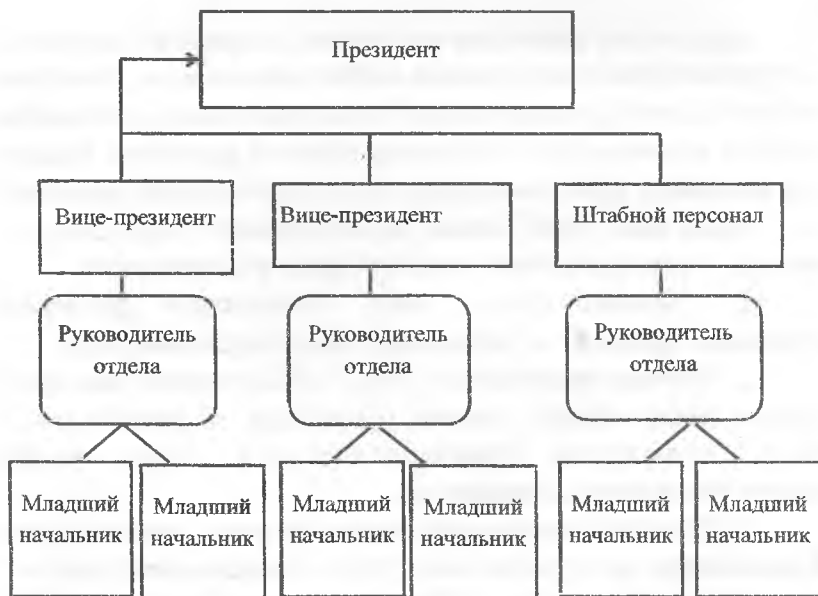 Президент
Вице-президент
Вице-президент
Штабной персонал
Руководитель
отдела
Руководитель
отдела
Руководитель
отдела
Младший
начальник
Младший
начальник
Младший
начальник
Младший
начальник
Младший
начальник
Младший
начальник